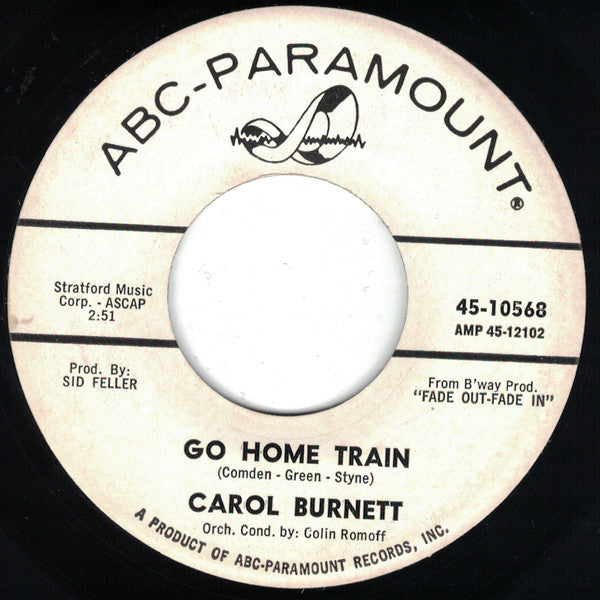 ABC-PARAMOUNT®
Stratford Music
Corp. - ASCAP
2:51
45-10568
AMP 45-12102
Prod. By:
SID FELLER
From B'way Prod.
"FADE OUT-FADE IN"
GO HOME TRAIN
(Comden - Green - Styne)
CAROL BURNETT
Orch. Cond. by: Colin Romoff
A PRODUCT OF ABC-PARAMOUNT RECORDS, INC.